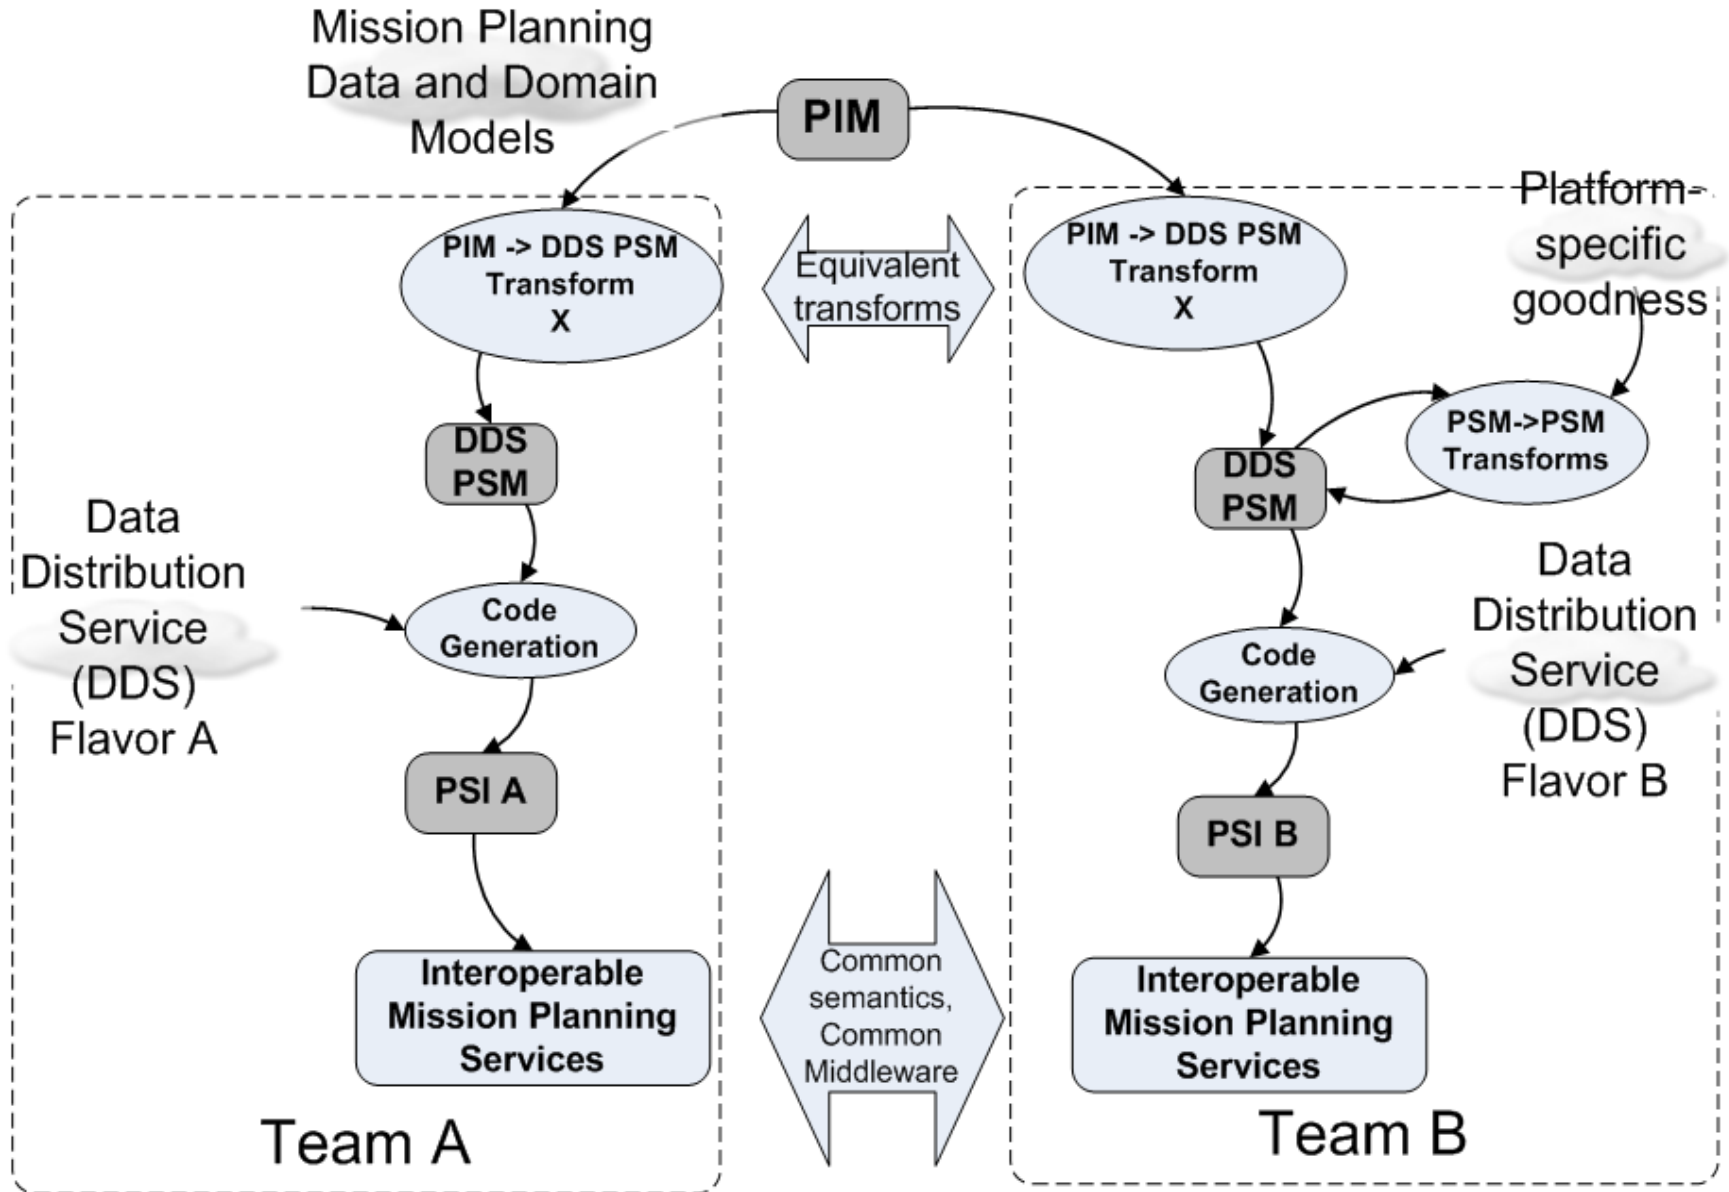 Mission Planning
Data and Domain
Models
PIM
PIM -> DDS PSM
Transform
X
Equivalent
transforms
PIM -> DDS PSM
Transform
X
Platform-
specific
goodness
DDS
PSM
PSM->PSM
Transforms
DDS
PSM
Data
Distribution
Service
(DDS)
Flavor A
Code
Generation
Data
Distribution
Service
(DDS)
Flavor B
Code
Generation
PSI A
PSI B
Interoperable
Mission Planning
Services
Common
semantics,
Common
Middleware
Interoperable
Mission Planning
Services
Team A
Team B